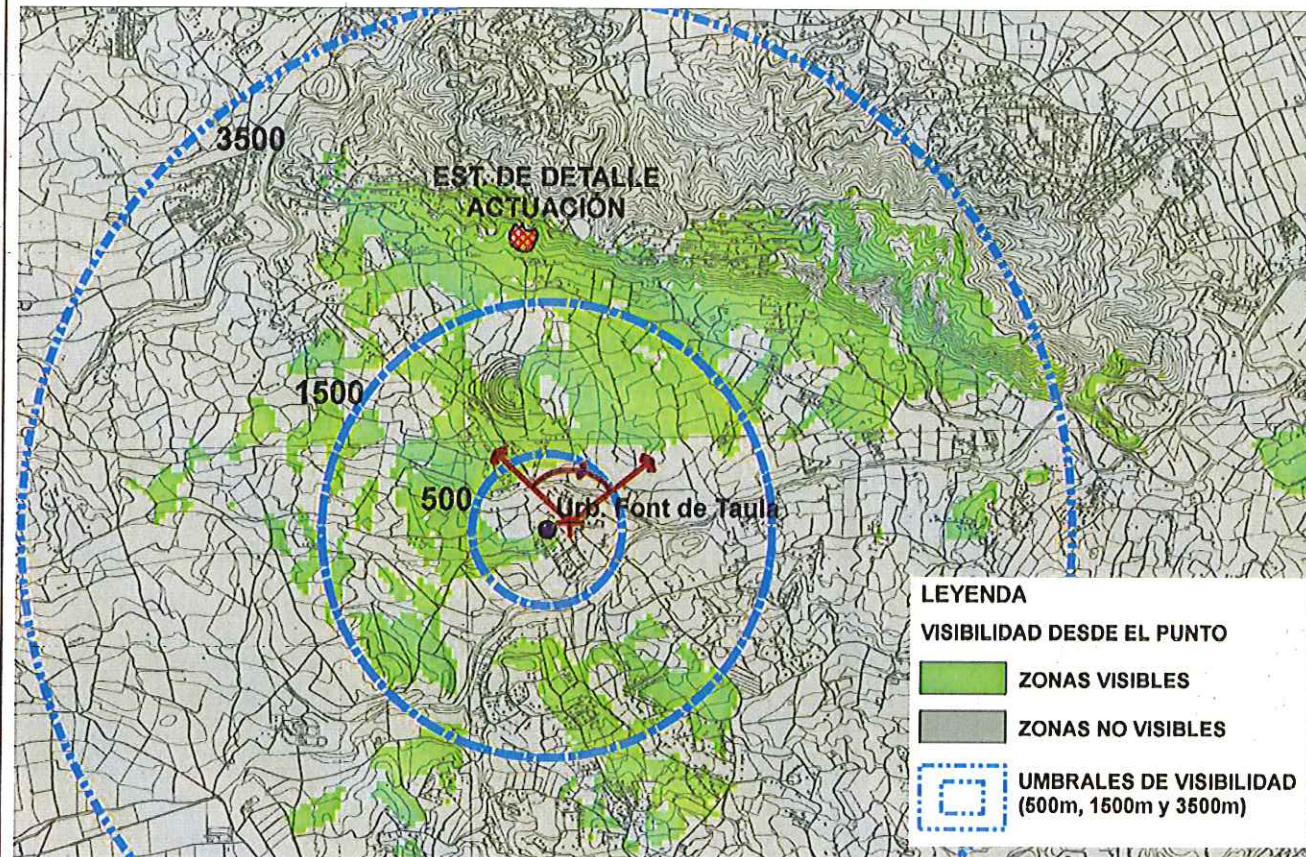 3500
EST. DE DETALLE
ACTUACIÓN
1500
500
Urb. Font de Taula
LEYENDA
VISIBILIDAD DESDE EL PUNTO
ZONAS VISIBLES
ZONAS NO VISIBLES
UMBRALES DE VISIBILIDAD
(500m, 1500m y 3500m)